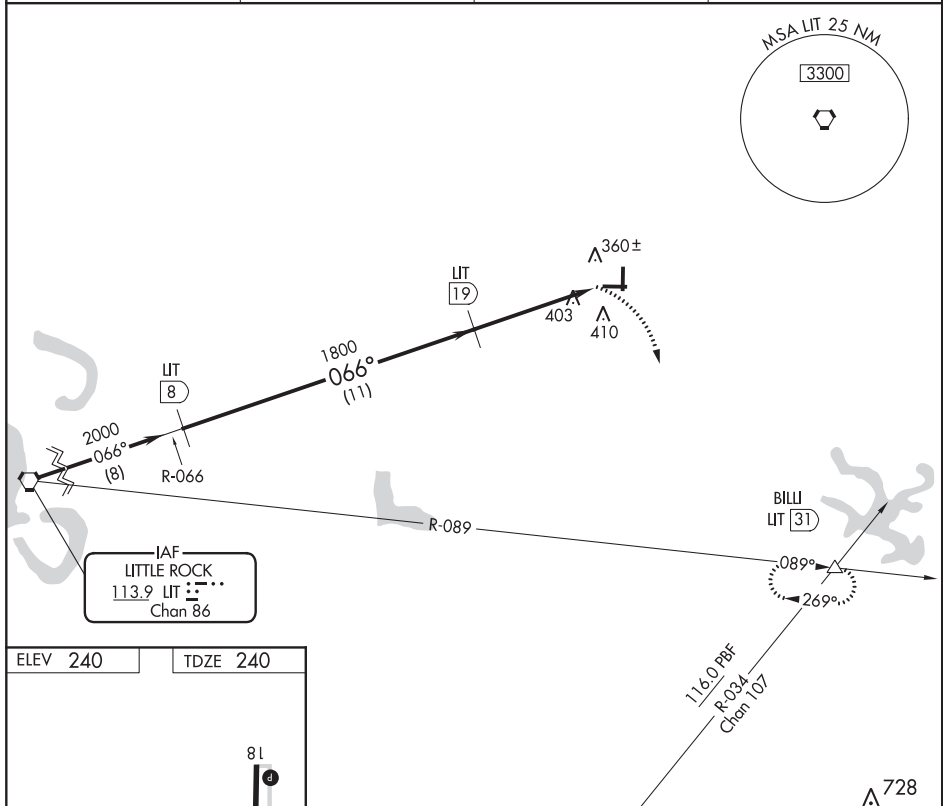 MSA LIT 25 NM
3300
360±
LIT
19
403
410
1800
066°
(11)
LIT
8
2000
066°
(8)
R-066
R-089
BILLI
LIT 31
089°
269°
IAF
LITTLE ROCK
113.9 LIT
Chan 86
116.0 PBF
R-034
Chan 107
ELEV 240
TDZE 240
18
P
728